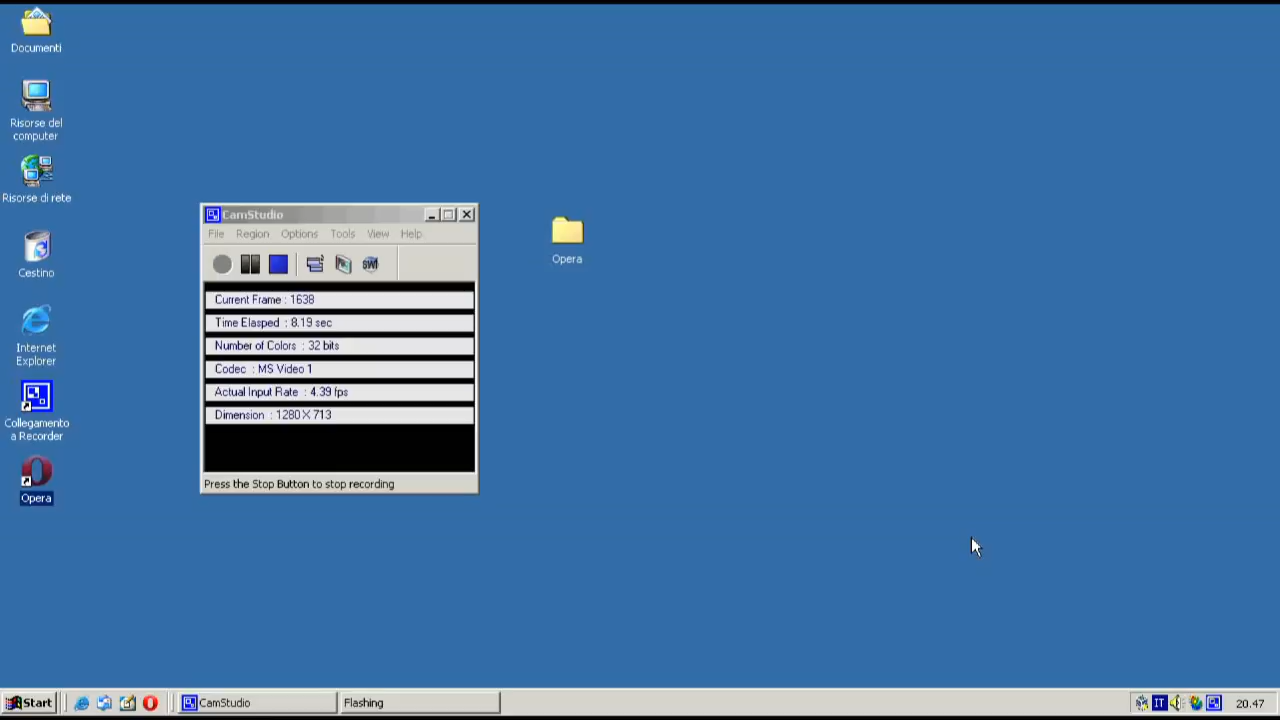 Documenti
Risorse del
computer
Risorse di rete
Cestino
Internet
Explorer
Collegamento
a Recorder
Opera
CamStudio
File Region Options Tools View Help
SWF
Current Frame : 1638
Time Elasped : 8.19 sec
Number of Colors : 32 bits
Codec : MS Video 1
Actual Input Rate : 4.39 fps
Dimension : 1280 X 713
Press the Stop Button to stop recording
Opera
Start
CamStudio
Flashing
IT
20.47